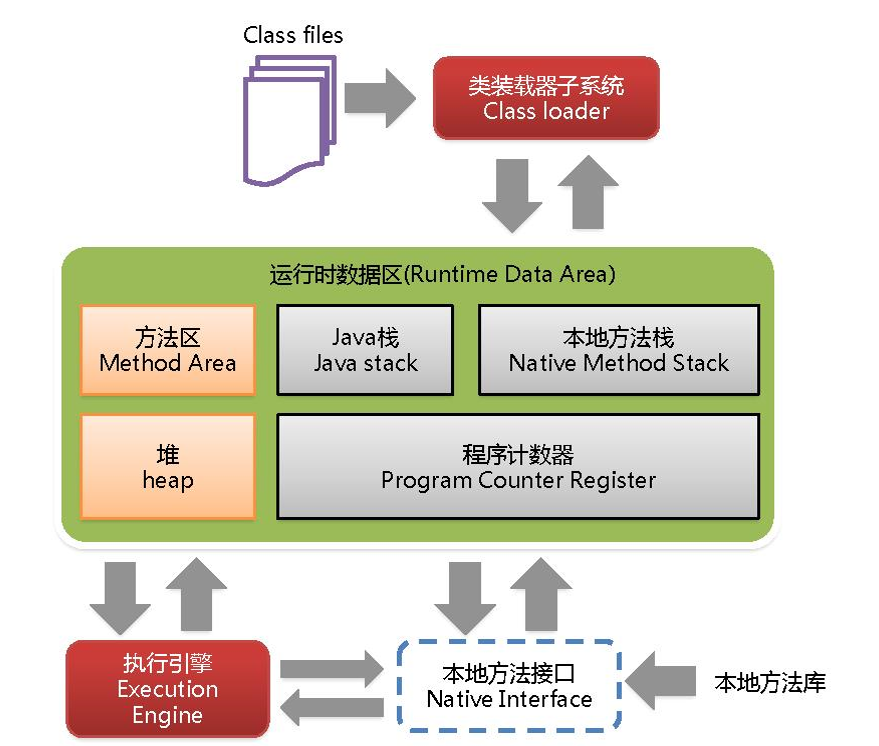 Class files
类装载器子系统
Class loader
运行时数据区(Runtime Data Area)
方法区
Method Area
Java栈
Java stack
本地方法栈
Native Method Stack
堆
heap
程序计数器
Program Counter Register
执行引擎
Execution
Engine
本地方法接口
Native Interface
本地方法库